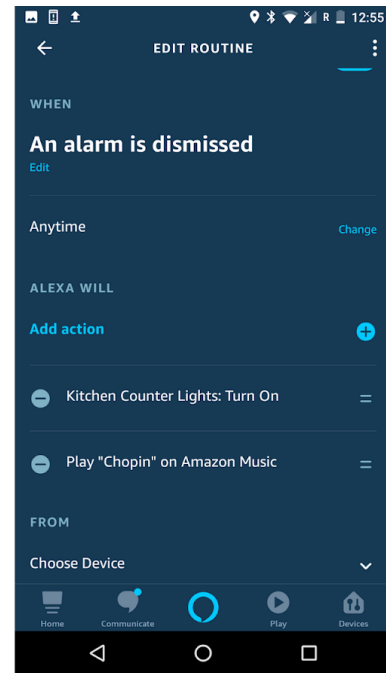 R 12:55
EDIT ROUTINE
WHEN
An alarm is dismissed
Edit
Anytime Change
ALEXA WILL
Add action
Kitchen Counter Lights: Turn On
Play "Chopin" on Amazon Music
FROM
Choose Device
Home Communicate Play Devices